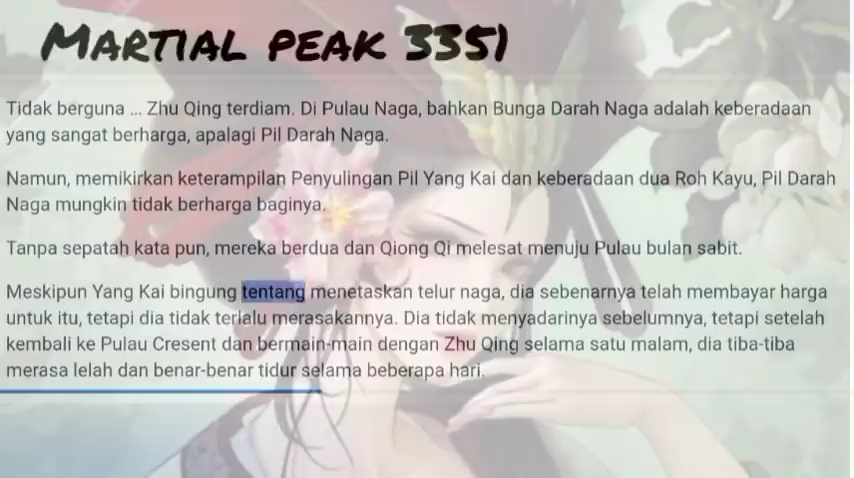 MARTIAL PEAK 3351
Tidak berguna ... Zhu Qing terdiam. Di Pulau Naga, bahkan Bunga Darah Naga adalah keberadaan
yang sangat berharga, apalagi Pil Darah Naga.
Namun, memikirkan keterampilan Penyulingan Pil Yang Kai dan keberadaan dua Roh Kayu, Pil Darah
Naga mungkin tidak berharga baginya.
Tanpa sepatah kata pun, mereka berdua dan Qiong Qi melesat menuju Pulau bulan sabit.
Meskipun Yang Kai bingung tentang menetaskan telur naga, dia sebenarnya telah membayar harga
untuk itu, tetapi dia tidak terlalu merasakannya. Dia tidak menyadarinya sebelumnya, tetapi setelah
kembali ke Pulau Cresent dan bermain-main dengan Zhu Qing selama satu malam, dia tiba-tiba
merasa lelah dan benar-benar tidur selama beberapa hari.